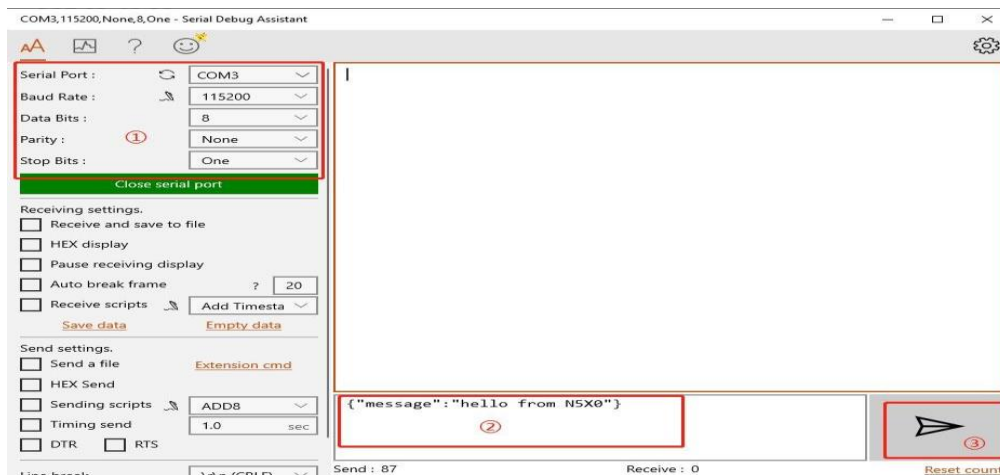 COM3,115200,None,8,One - Serial Debug Assistant
AA ?
Serial Port : COM3
Baud Rate : 115200
Data Bits : 8
Parity : ① None
Stop Bits : One
Close serial port
Receiving settings.
Receive and save to file
HEX display
Pause receiving display
Auto break frame ? 20
Receive scripts Add Timesta
Save data Empty data
Send settings.
Send a file Extension cmd
HEX Send
Sending scripts ADD8
Timing send 1.0 sec
DTR RTS
{"message":"hello from N5X0"}
②
③
Send : 87 Receive : 0 Reset count